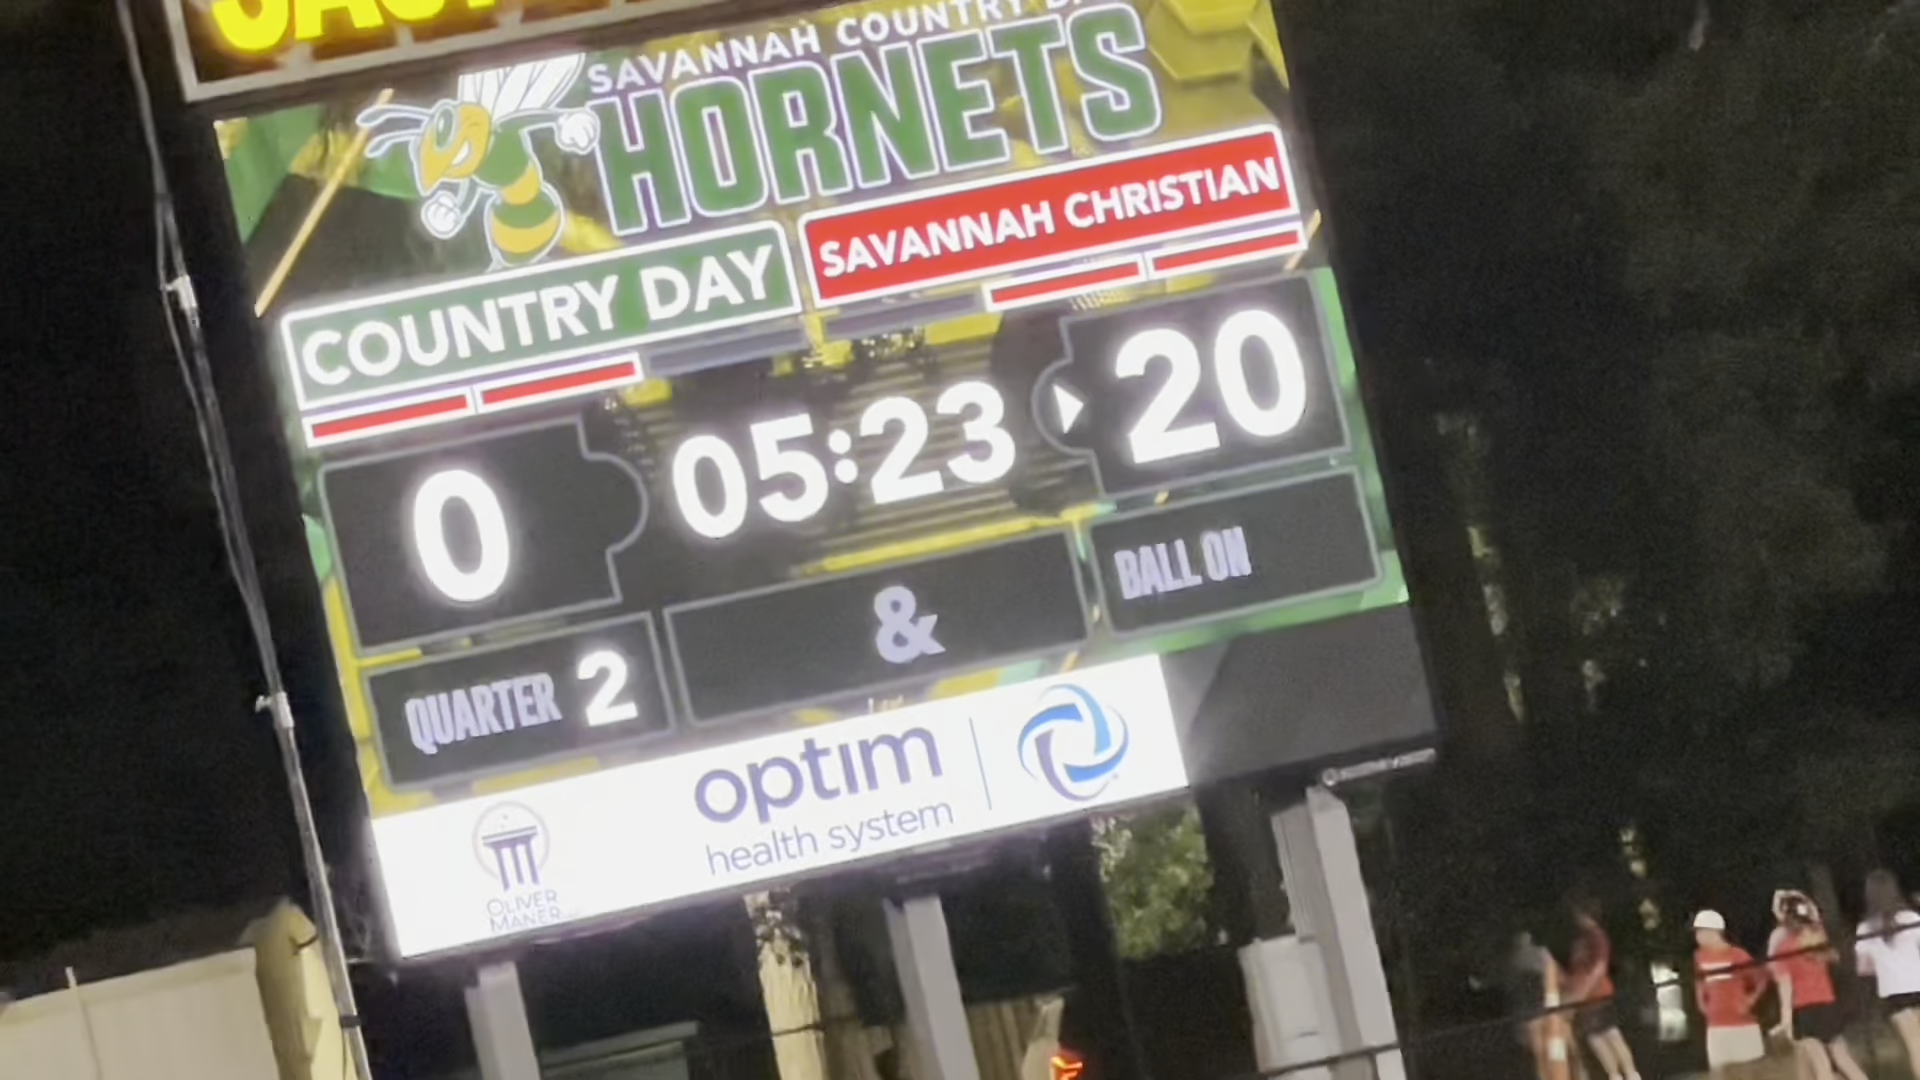 SAVANNAH COUNTRY
HORNETS
COUNTRY DAY
SAVANNAH CHRISTIAN
0
05:23
20
QUARTER 2
&
BALL ON
OLIVER
MANER
optim
health system